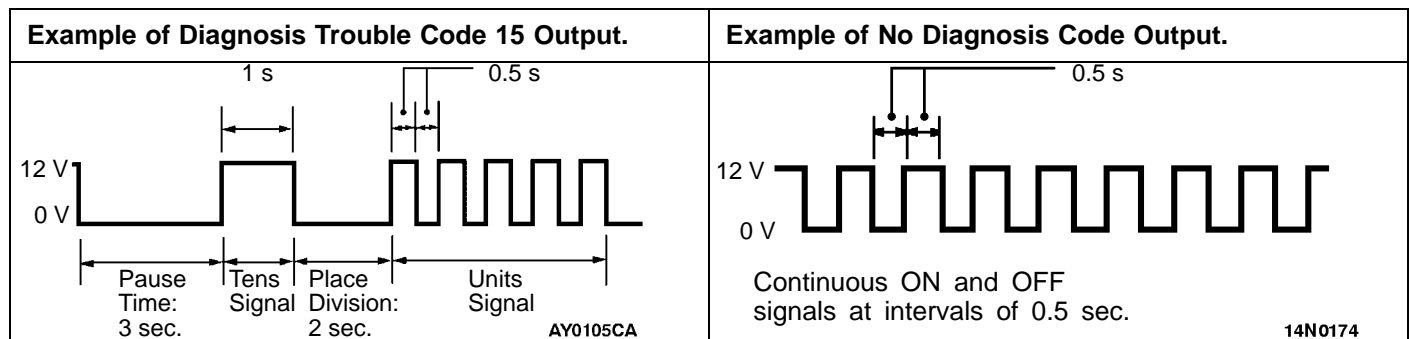 Example of Diagnosis Trouble Code 15 Output.
1 s
0.5 s
12 V
0 V
Pause
Time:
3 sec.
Tens
Signal
Place
Division:
2 sec.
Units
Signal
AY0105CA
Example of No Diagnosis Code Output.
0.5 s
12 V
0 V
Continuous ON and OFF
signals at intervals of 0.5 sec.
14N0174